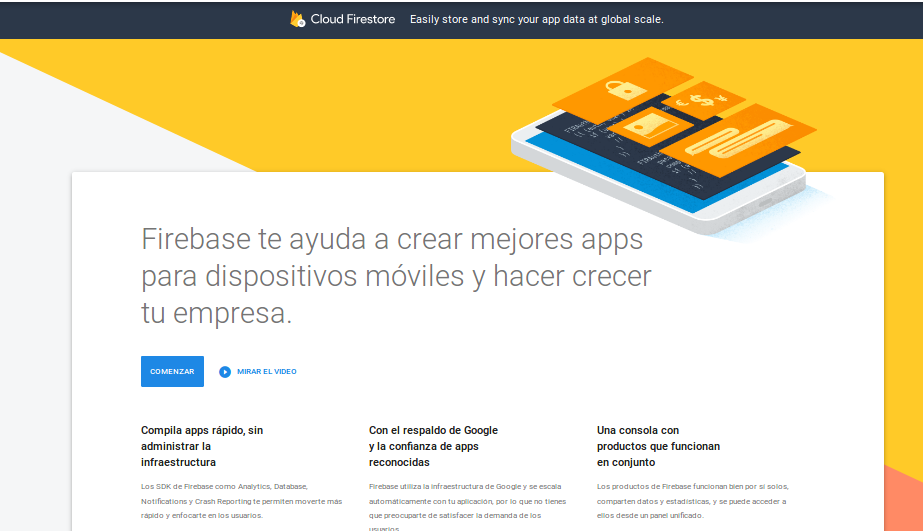 Cloud Firestore Easily store and sync your app data at global scale.
Firebase te ayuda a crear mejores apps
para dispositivos móviles y hacer crecer
tu empresa.
COMENZAR
MIRAR EL VIDEO
Compila apps rápido, sin
administrar la
infraestructura
Los SDK de Firebase como Analytics, Database,
Notifications y Crash Reporting te permiten moverte más
rápido y enfocarte en los usuarios.
Con el respaldo de Google
y la confianza de apps
reconocidas
Firebase utiliza la infraestructura de Google y se escala
automáticamente con tu aplicación, por lo que no tienes
que preocuparte de satisfacer la demanda de los
usuarios.
Una consola con
productos que funcionan
en conjunto
Los productos de Firebase funcionan bien por sí solos,
comparten datos y estadísticas, y se puede acceder a
ellos desde un panel unificado.